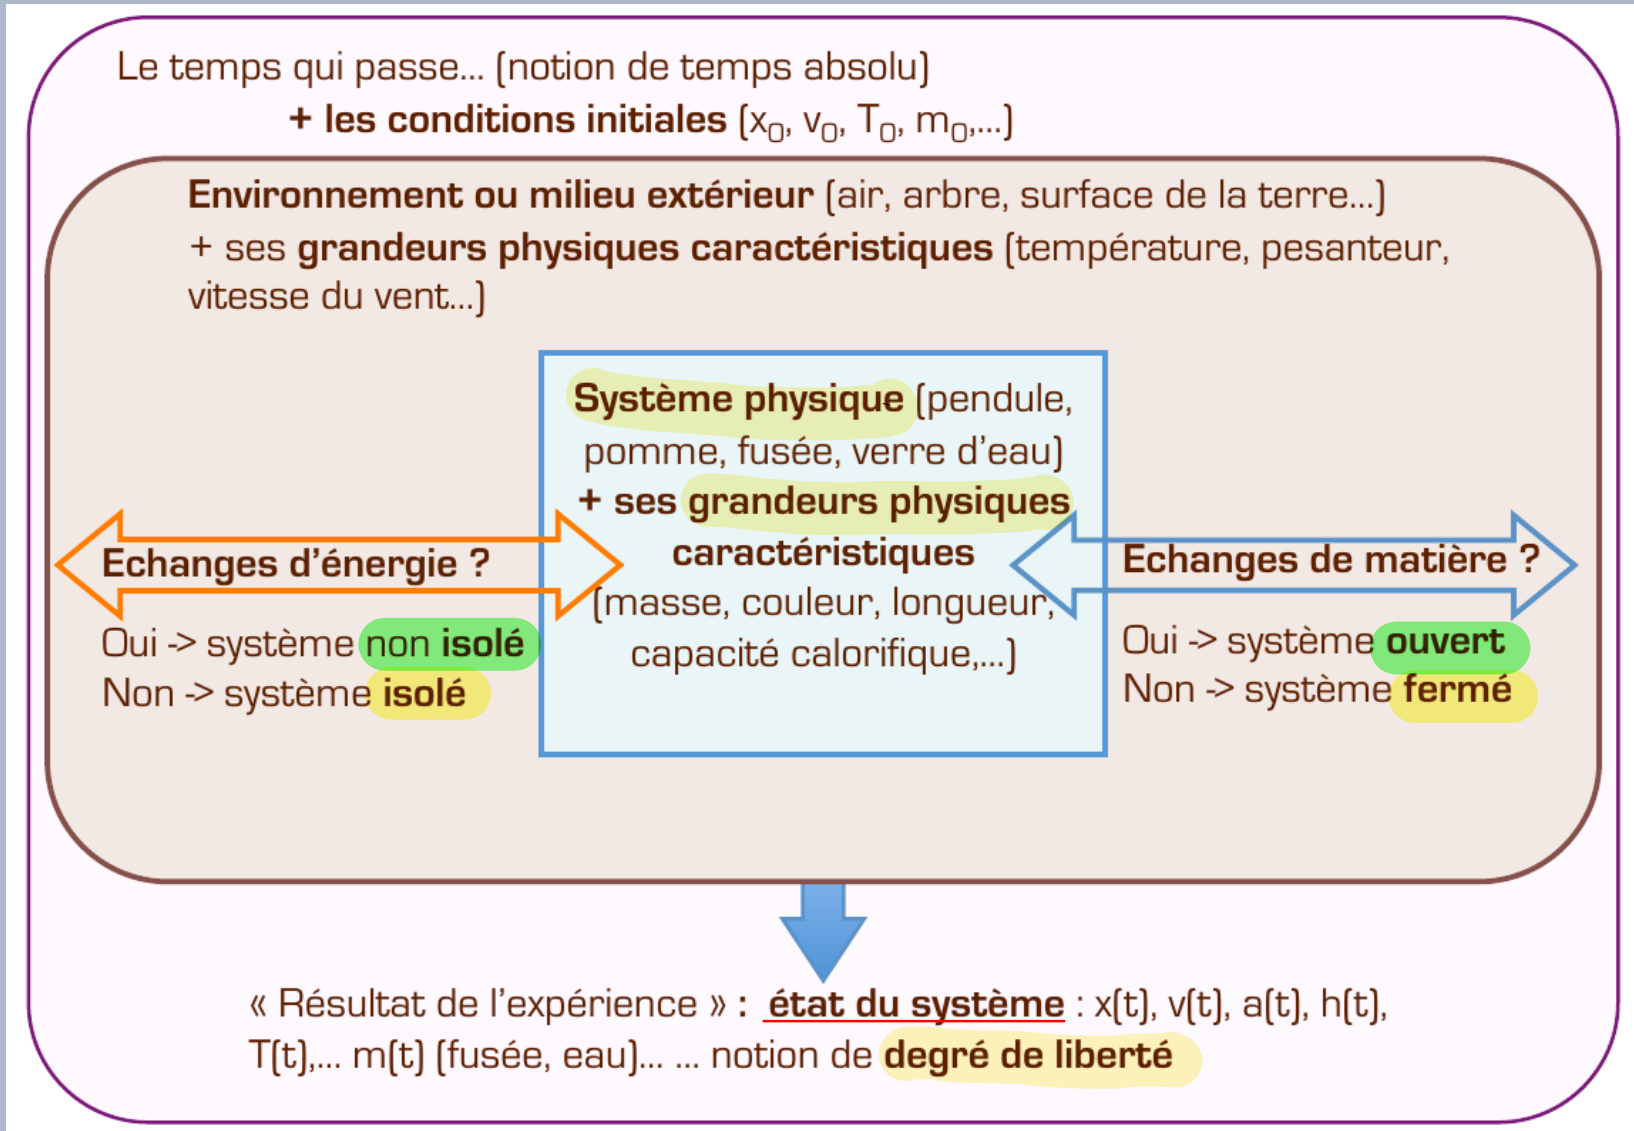 Le temps qui passe... (notion de temps absolu)
+ les conditions initiales (x₀, v₀, T₀, m₀,...)
Environnement ou milieu extérieur (air, arbre, surface de la terre...)
+ ses grandeurs physiques caractéristiques (température, pesanteur,
vitesse du vent...)
Système physique (pendule,
pomme, fusée, verre d'eau)
+ ses grandeurs physiques
caractéristiques
(masse, couleur, longueur,
capacité calorifique,...)
Echanges d'énergie ?
Oui -> système non isolé
Non -> système isolé
Echanges de matière ?
Oui -> système ouvert
Non -> système fermé
« Résultat de l'expérience » : état du système : x(t), v(t), a(t), h(t),
T(t),... m(t) (fusée, eau)... ... notion de degré de liberté